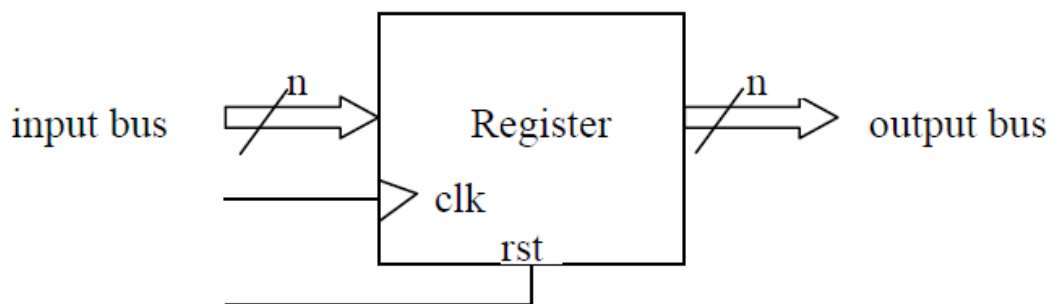 n
n
input bus
Register
output bus
clk
rst